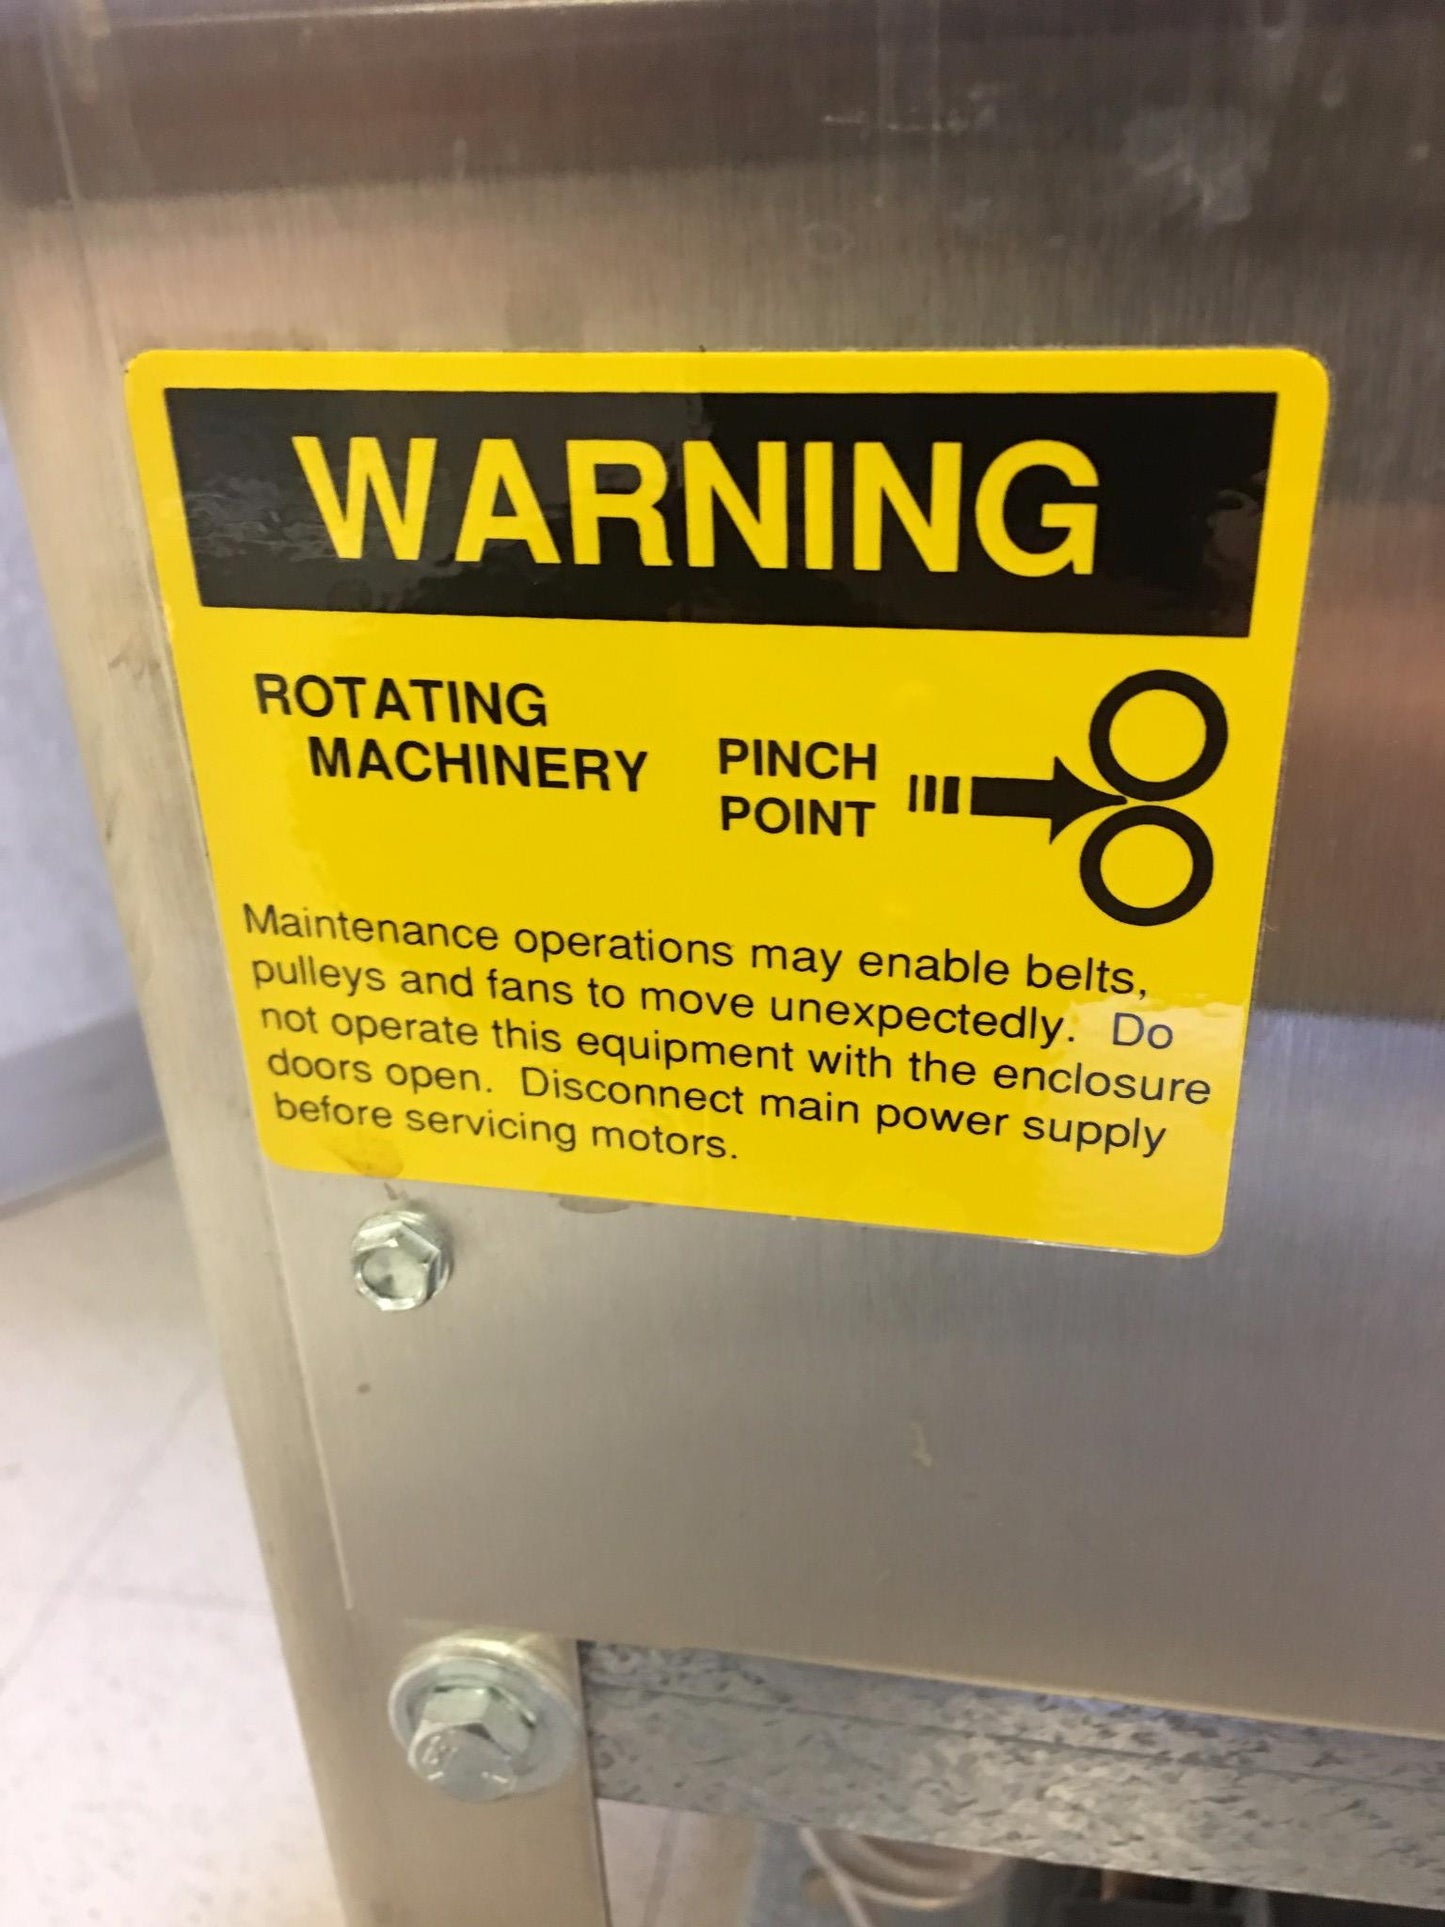 WARNING
ROTATING
MACHINERY
PINCH
POINT
Maintenance operations may enable belts,
pulleys and fans to move unexpectedly. Do
not operate this equipment with the enclosure
doors open. Disconnect main power supply
before servicing motors.